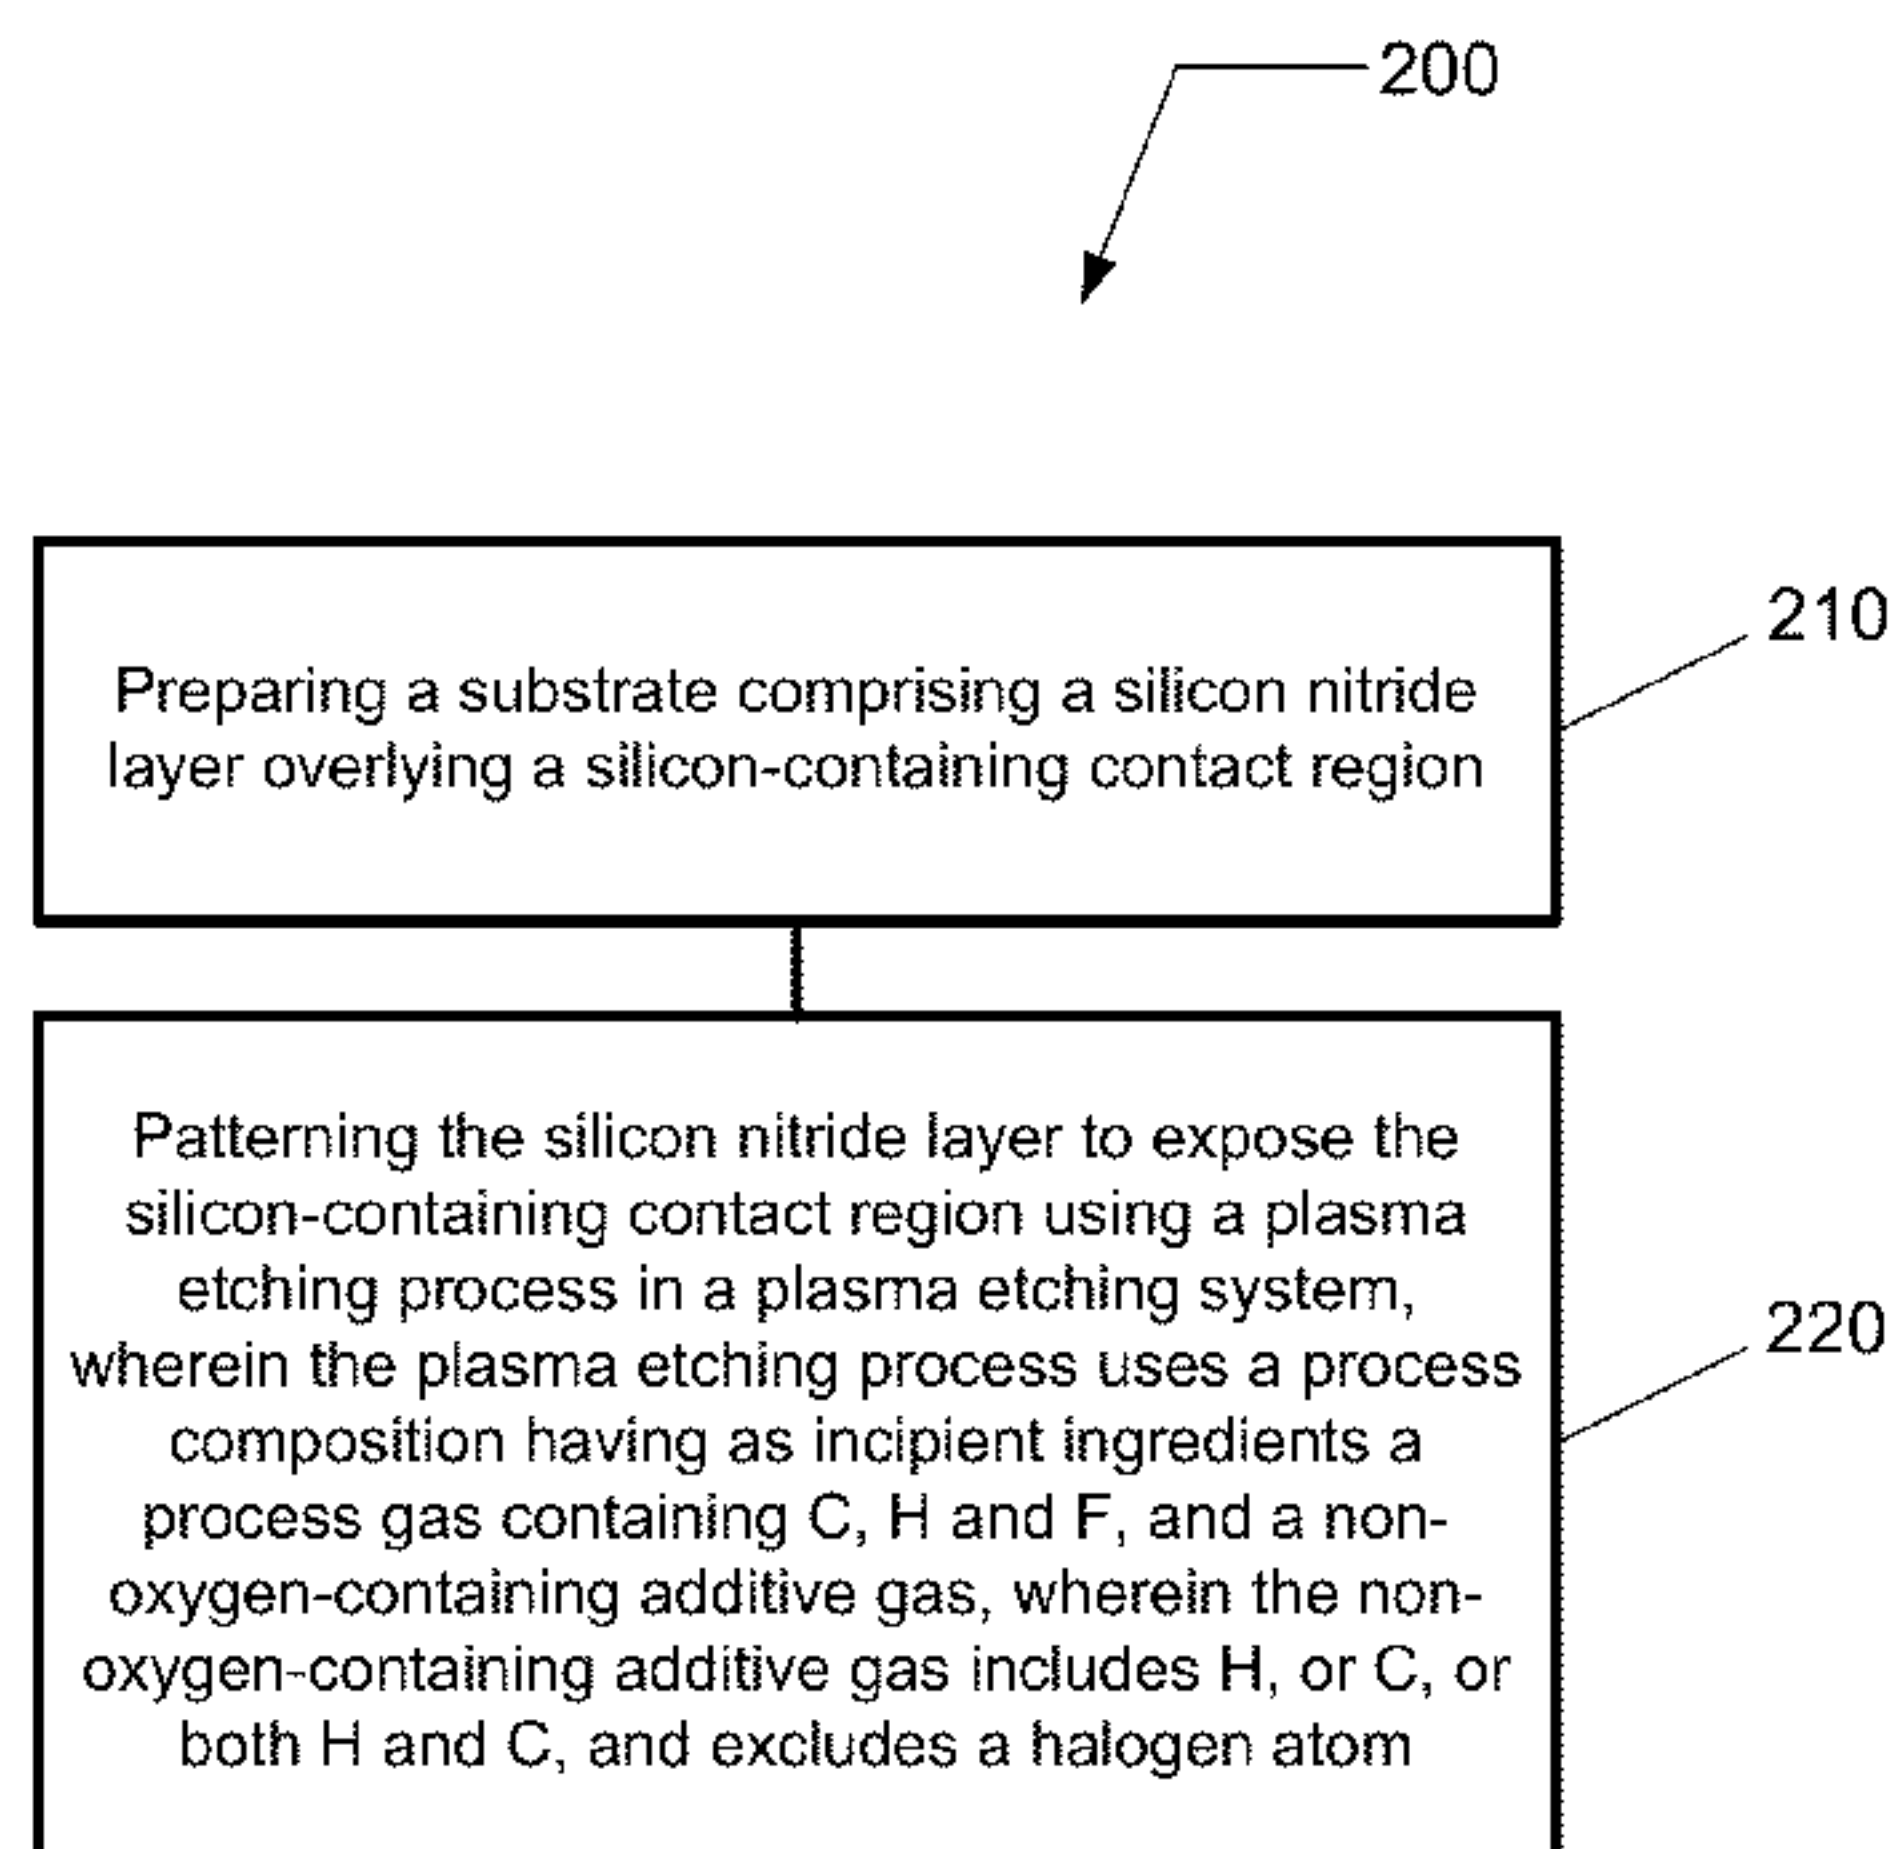 200
210
Preparing a substrate comprising a silicon nitride
layer overlying a silicon-containing contact region
220
Patterning the silicon nitride layer to expose the
silicon-containing contact region using a plasma
etching process in a plasma etching system,
wherein the plasma etching process uses a process
composition having as incipient ingredients a
process gas containing C, H and F, and a non-
oxygen-containing additive gas, wherein the non-
oxygen-containing additive gas includes H, or C, or
both H and C, and excludes a halogen atom